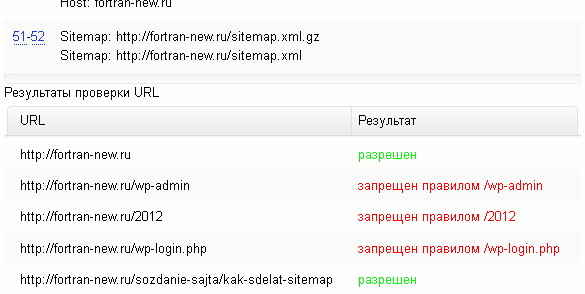 Host: fortran-new.ru
51-52 Sitemap: http://fortran-new.ru/sitemap.xml.gz
Sitemap: http://fortran-new.ru/sitemap.xml
Результаты проверки URL
URL Результат
http://fortran-new.ru разрешен
http://fortran-new.ru/wp-admin запрещен правилом /wp-admin
http://fortran-new.ru/2012 запрещен правилом /2012
http://fortran-new.ru/wp-login.php запрещен правилом /wp-login.php
http://fortran-new.ru/sozdanie-sajta/kak-sdelat-sitemap разрешен